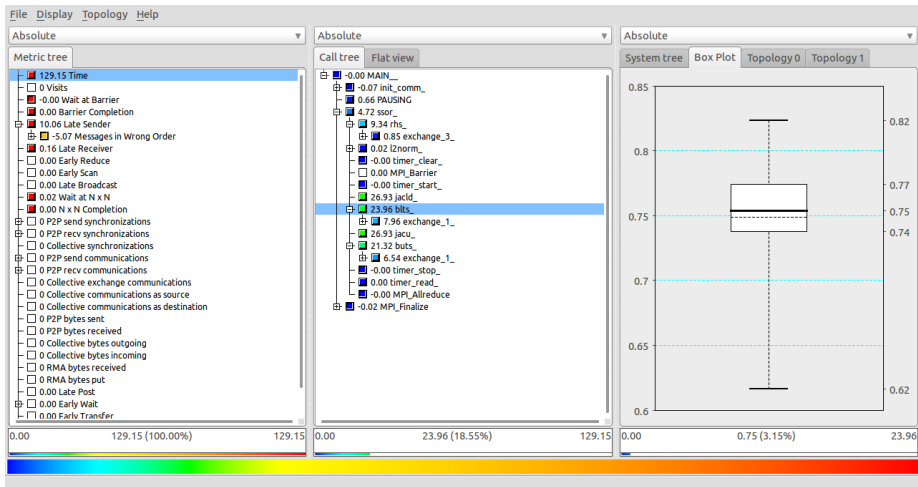 File Display Topology Help
Absolute
Metric tree
129.15 Time
0 Visits
-0.00 Wait at Barrier
0.00 Barrier Completion
10.06 Late Sender
-5.07 Messages in Wrong Order
0.16 Late Receiver
0.00 Early Reduce
0.00 Early Scan
0.00 Late Broadcast
0.02 Wait at N x N
0.00 N x N Completion
0 P2P send synchronizations
0 P2P recv synchronizations
0 Collective synchronizations
0 P2P send communications
0 P2P recv communications
0 Collective exchange communications
0 Collective communications as source
0 Collective communications as destination
0 P2P bytes sent
0 P2P bytes received
0 Collective bytes outgoing
0 Collective bytes incoming
0 RMA bytes received
0 RMA bytes put
0.00 Late Post
0.00 Early Wait
0.00 Early Transfer
0.00 129.15 (100.00%) 129.15
Absolute
Call tree Flat view
-0.00 MAIN__
-0.07 init_comm_
0.66 PAUSING
4.72 ssor_
9.34 rhs_
0.85 exchange_3_
0.02 l2norm_
-0.00 timer_clear_
0.00 MPI_Barrier
-0.00 timer_start_
26.93 jacld_
23.96 blts_
7.96 exchange_1_
26.93 jacu_
21.32 buts_
6.54 exchange_1_
-0.00 timer_stop_
0.00 timer_read_
-0.00 MPI_Allreduce
-0.02 MPI_Finalize
0.00 23.96 (18.55%) 129.15
Absolute
System tree Box Plot Topology 0 Topology 1
0.85
0.82
0.8
0.77
0.75
0.75
0.74
0.7
0.65
0.62
0.6
0.00 0.75 (3.15%) 23.96